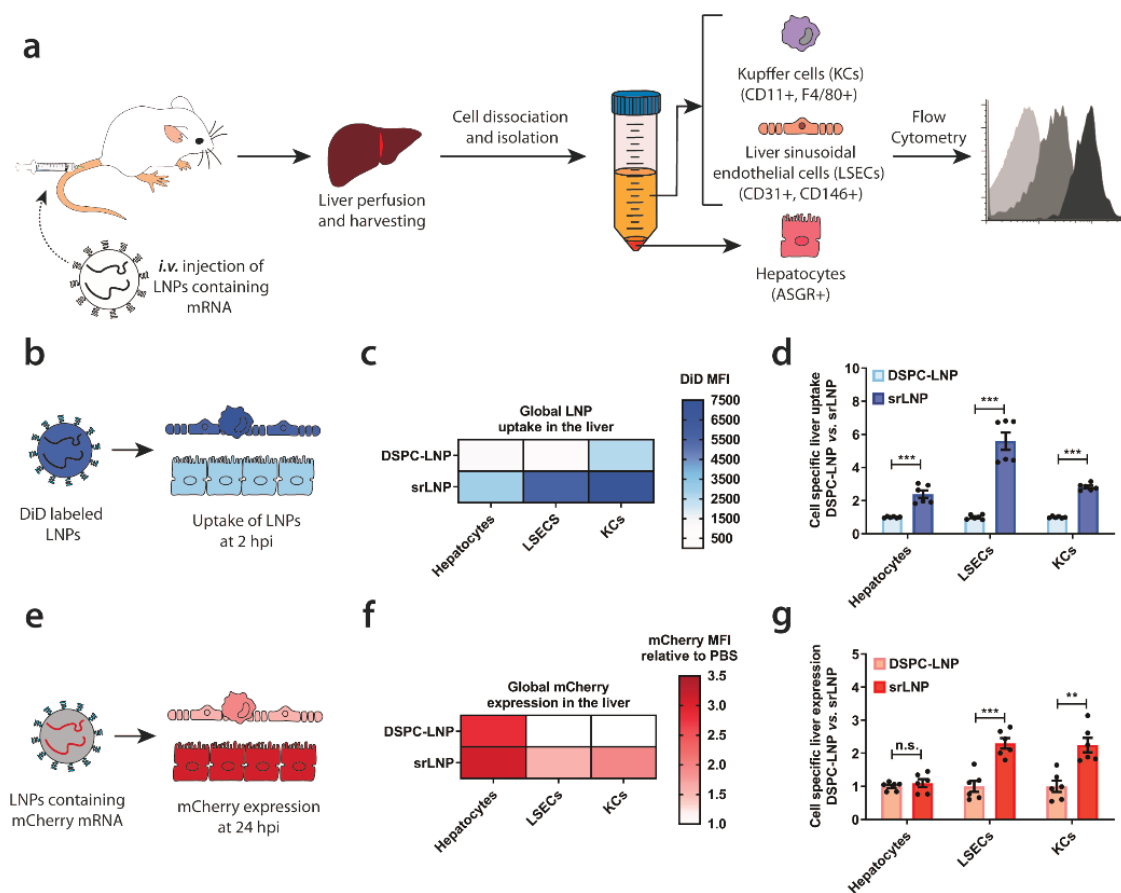 a
i.v. injection of
LNPs containing
mRNA
Liver perfusion
and harvesting
Cell dissociation
and isolation
Kupffer cells (KCs)
(CD11+, F4/80+)
Liver sinusoidal
endothelial cells (LSECs)
(CD31+, CD146+)
Hepatocytes
(ASGR+)
Flow
Cytometry
b
DiD labeled
LNPs
Uptake of LNPs
at 2 hpi
c
Global LNP
uptake in the liver
DSPC-LNP
srLNP
Hepatocytes
LSECS
KCs
DiD MFI
7500
6500
5500
4500
3500
2500
1500
500
d
Cell specific liver uptake
DSPC-LNP vs. srLNP
10
8
6
4
2
0
DSPC-LNP
srLNP
***
***
***
Hepatocytes
LSECs
KCs
e
LNPs containing
mCherry mRNA
mCherry expression
at 24 hpi
f
Global mCherry
expression in the liver
DSPC-LNP
srLNP
Hepatocytes
LSECs
KCs
mCherry MFI
relative to PBS
3.5
3.0
2.5
2.0
1.5
1.0
g
Cell specific liver expression
DSPC-LNP vs. srLNP
5
4
3
2
1
0
DSPC-LNP
srLNP
n.s.
***
**
Hepatocytes
LSECs
KCs